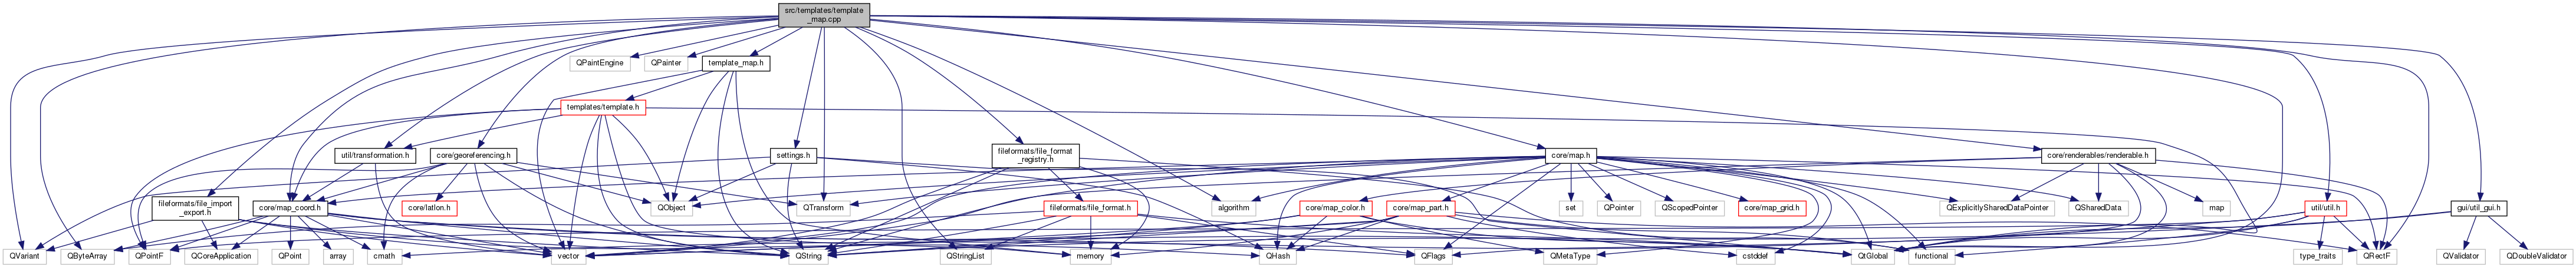 src/templates/template
_map.cpp
QPaintEngine
QPainter
template_map.h
templates/template.h
util/transformation.h
core/georeferencing.h
settings.h
fileformats/file_format
_registry.h
core/map.h
core/renderables/renderable.h
fileformats/file_import
_export.h
core/map_coord.h
core/latlon.h
QObject
QTransform
fileformats/file_format.h
algorithm
core/map_color.h
core/map_part.h
set
QPointer
QScopedPointer
core/map_grid.h
QExplicitlySharedDataPointer
QSharedData
map
util/util.h
gui/util_gui.h
QVariant
QByteArray
QPointF
QCoreApplication
QPoint
array
cmath
vector
QString
QStringList
memory
QHash
QFlags
QMetaType
cstddef
QtGlobal
functional
type_traits
QRectF
QValidator
QDoubleValidator